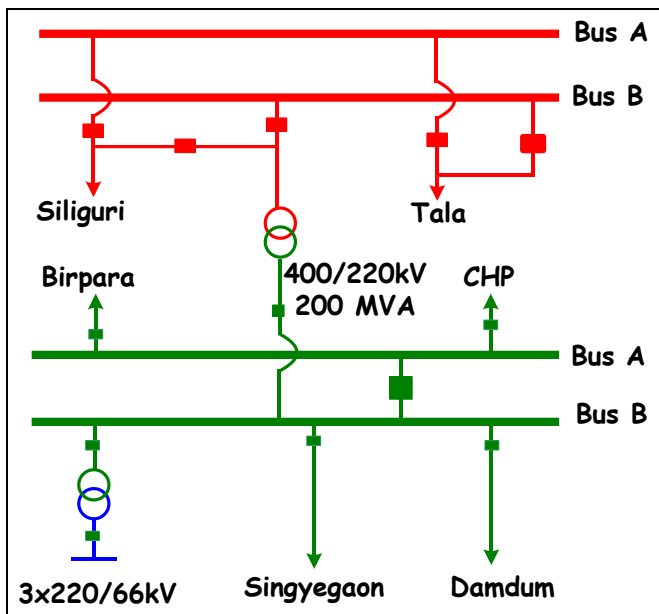 Bus A
Bus B
Siliguri
Tala
Birpara
400/220kV
200 MVA
CHP
Bus A
Bus B
3x220/66kV
Singyegaon
Damdum